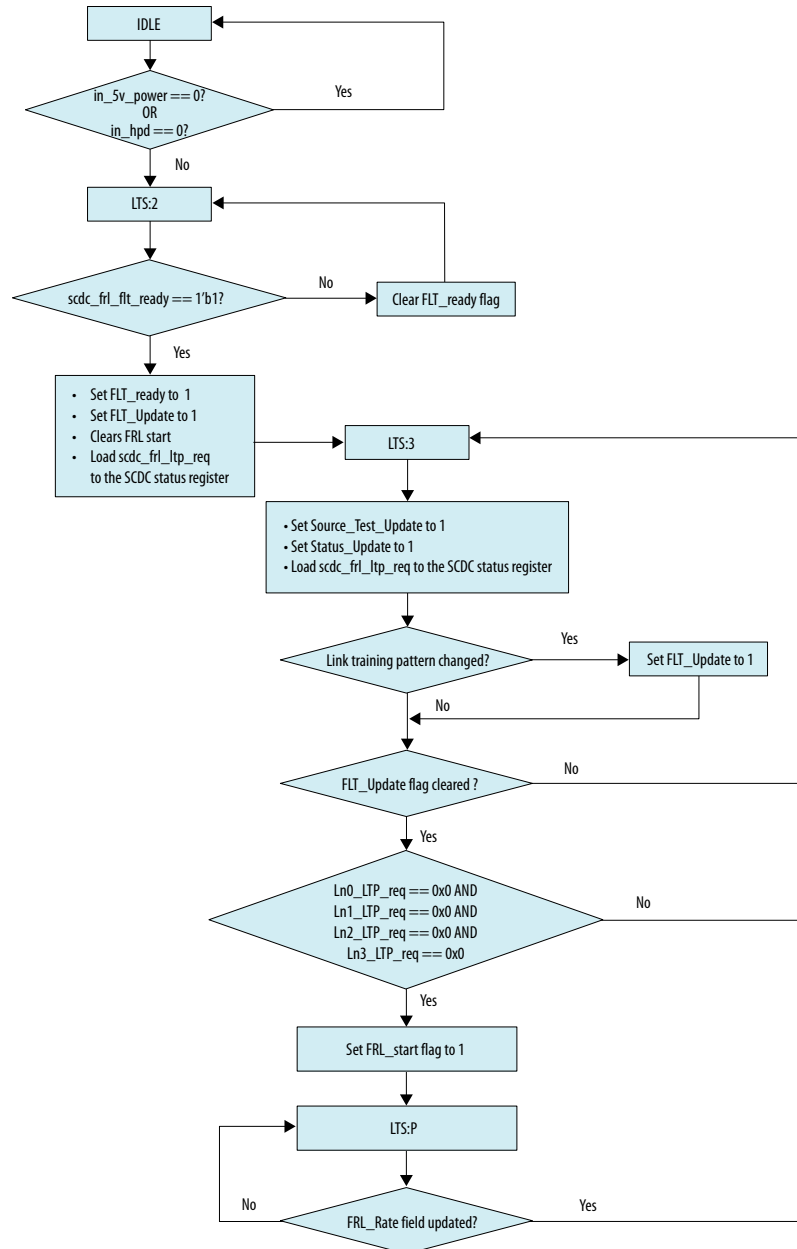 IDLE
in_5v_power == 0?
OR
in_hpd == 0?
Yes
No
LTS:2
scdc_frl_flt_ready == 1'b1?
No
Clear FLT_ready flag
Yes
• Set FLT_ready to 1
• Set FLT_Update to 1
• Clears FRL start
• Load scdc_frl_ltp_req
to the SCDC status register
LTS:3
• Set Source_Test_Update to 1
• Set Status_Update to 1
• Load scdc_frl_ltp_req to the SCDC status register
Link training pattern changed?
Yes
Set FLT_Update to 1
No
FLT_Update flag cleared ?
No
Yes
Ln0_LTP_req == 0x0 AND
Ln1_LTP_req == 0x0 AND
Ln2_LTP_req == 0x0 AND
Ln3_LTP_req == 0x0
No
Yes
Set FRL_start flag to 1
LTS:P
No
FRL_Rate field updated?
Yes